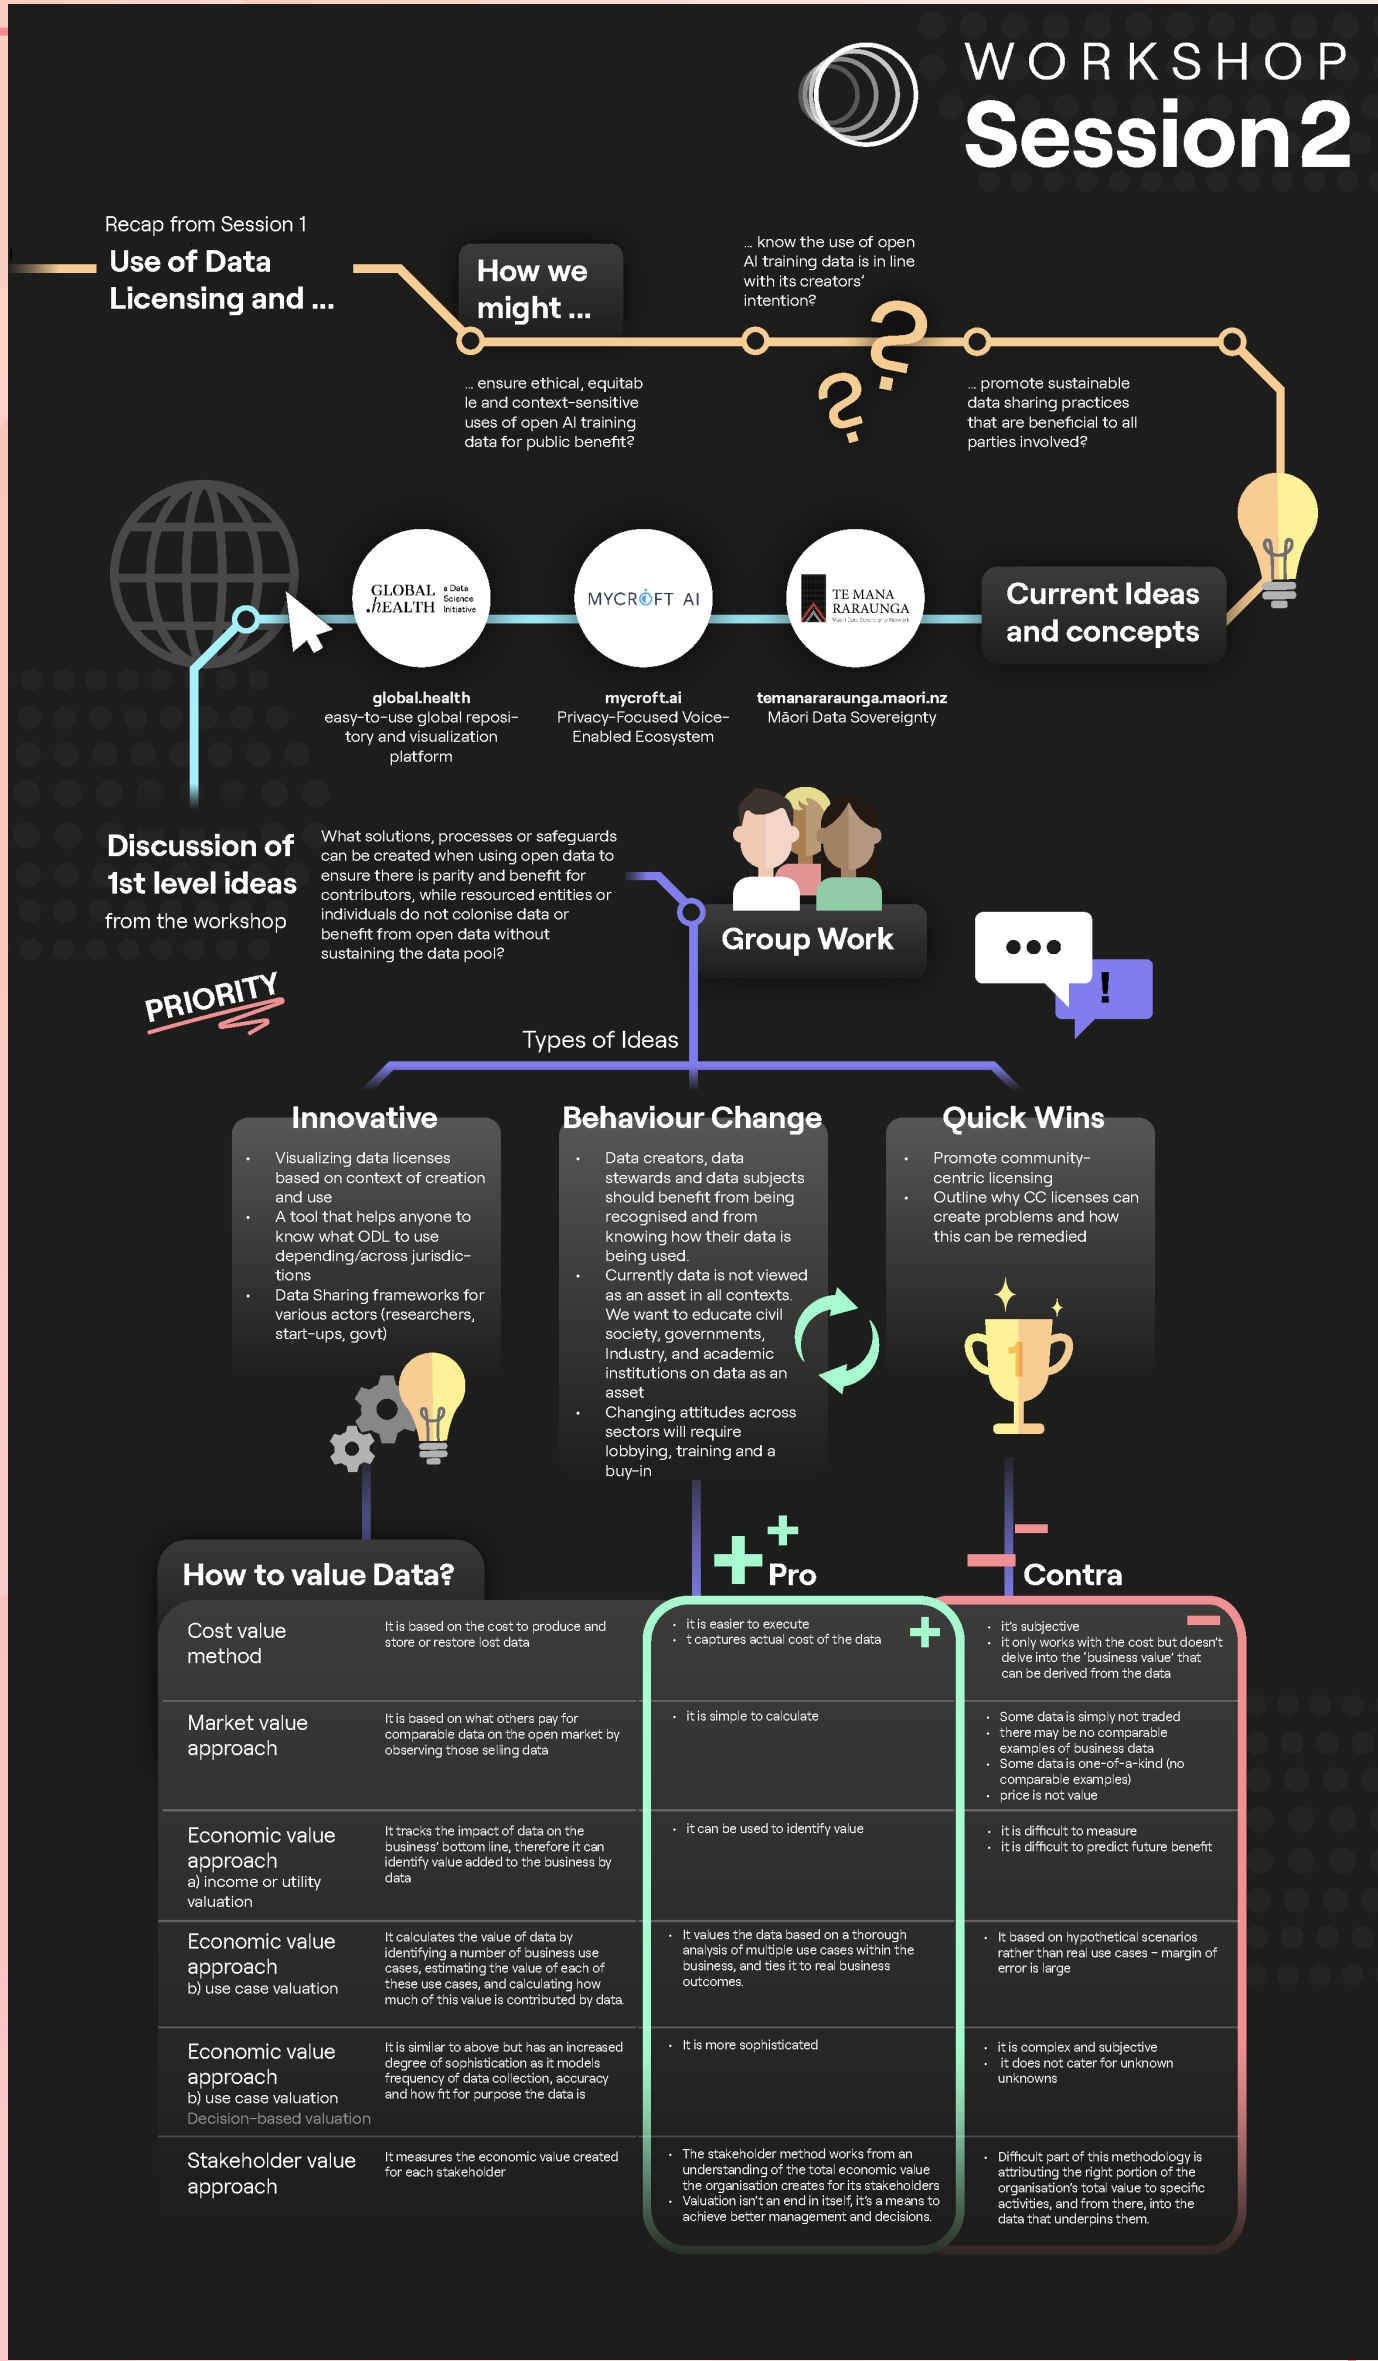 WORKSHOP
Session 2
Recap from Session 1
Use of Data
Licensing and ...
How we
might ...
... ensure ethical, equitab
le and context-sensitive
uses of open AI training
data for public benefit?
... know the use of open
AI training data is in line
with its creators'
intention?
? ?
... promote sustainable
data sharing practices
that are beneficial to all
parties involved?
Current Ideas
and concepts
GLOBAL
.hEALTH
a Data
Science
Initiative
global.health
easy-to-use global reposi-
tory and visualization
platform
MYCROFT AI
mycroft.ai
Privacy-Focused Voice-
Enabled Ecosystem
TE MANA
RARAUNGA
Maori Data Sovereignty Network
temanararaunga.maori.nz
Māori Data Sovereignty
Discussion of
1st level ideas
from the workshop
PRIORITY
What solutions, processes or safeguards
can be created when using open data to
ensure there is parity and benefit for
contributors, while resourced entities or
individuals do not colonise data or
benefit from open data without
sustaining the data pool?
Group Work
!
Types of Ideas
Innovative
• Visualizing data licenses
based on context of creation
and use
• A tool that helps anyone to
know what ODL to use
depending/across jurisdic-
tions
• Data Sharing frameworks for
various actors (researchers,
start-ups, govt)
Behaviour Change
• Data creators, data
stewards and data subjects
should benefit from being
recognised and from
knowing how their data is
being used.
• Currently data is not viewed
as an asset in all contexts.
We want to educate civil
society, governments,
Industry, and academic
institutions on data as an
asset
• Changing attitudes across
sectors will require
lobbying, training and a
buy-in
Quick Wins
• Promote community-
centric licensing
• Outline why CC licenses can
create problems and how
this can be remedied
1
How to value Data?
Pro
Contra
Cost value
method
It is based on the cost to produce and
store or restore lost data
• it is easier to execute
• t captures actual cost of the data
• it's subjective
• it only works with the cost but doesn't
delve into the 'business value' that
can be derived from the data
Market value
approach
It is based on what others pay for
comparable data on the open market by
observing those selling data
• it is simple to calculate
• Some data is simply not traded
• there may be no comparable
examples of business data
• Some data is one-of-a-kind (no
comparable examples)
• price is not value
Economic value
approach
a) income or utility
valuation
It tracks the impact of data on the
business' bottom line, therefore it can
identify value added to the business by
data
• it can be used to identify value
• it is difficult to measure
• it is difficult to predict future benefit
Economic value
approach
b) use case valuation
It calculates the value of data by
identifying a number of business use
cases, estimating the value of each of
these use cases, and calculating how
much of this value is contributed by data.
• It values the data based on a thorough
analysis of multiple use cases within the
business, and ties it to real business
outcomes.
• It based on hypothetical scenarios
rather than real use cases – margin of
error is large
Economic value
approach
b) use case valuation
Decision-based valuation
It is similar to above but has an increased
degree of sophistication as it models
frequency of data collection, accuracy
and how fit for purpose the data is
• It is more sophisticated
• it is complex and subjective
• it does not cater for unknown
unknowns
Stakeholder value
approach
It measures the economic value created
for each stakeholder
• The stakeholder method works from an
understanding of the total economic value
the organisation creates for its stakeholders
• Valuation isn't an end in itself, it's a means to
achieve better management and decisions.
• Difficult part of this methodology is
attributing the right portion of the
organisation's total value to specific
activities, and from there, into the
data that underpins them.